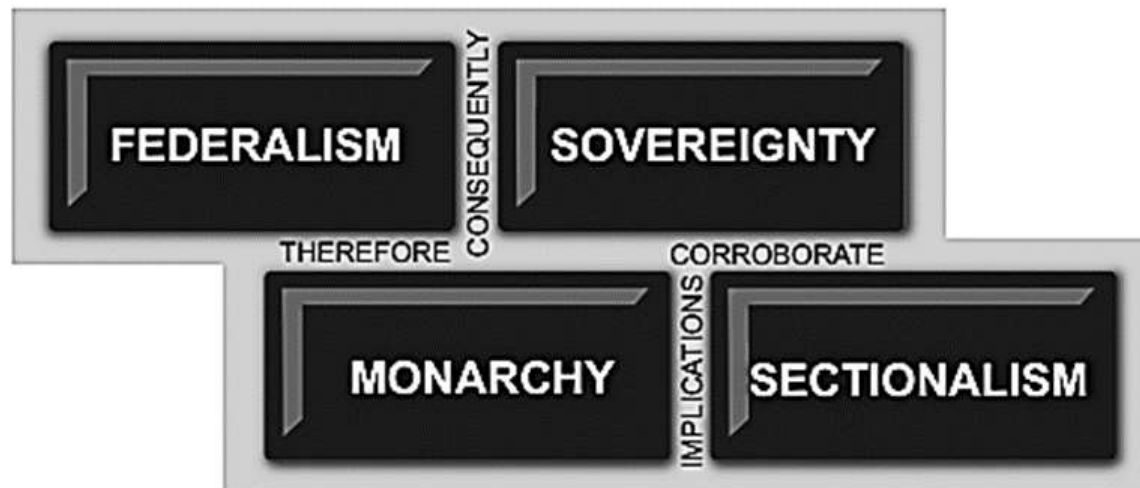 FEDERALISM
CONSEQUENTLY
SOVEREIGNTY
THEREFORE
CORROBORATE
MONARCHY
IMPLICATIONS
SECTIONALISM